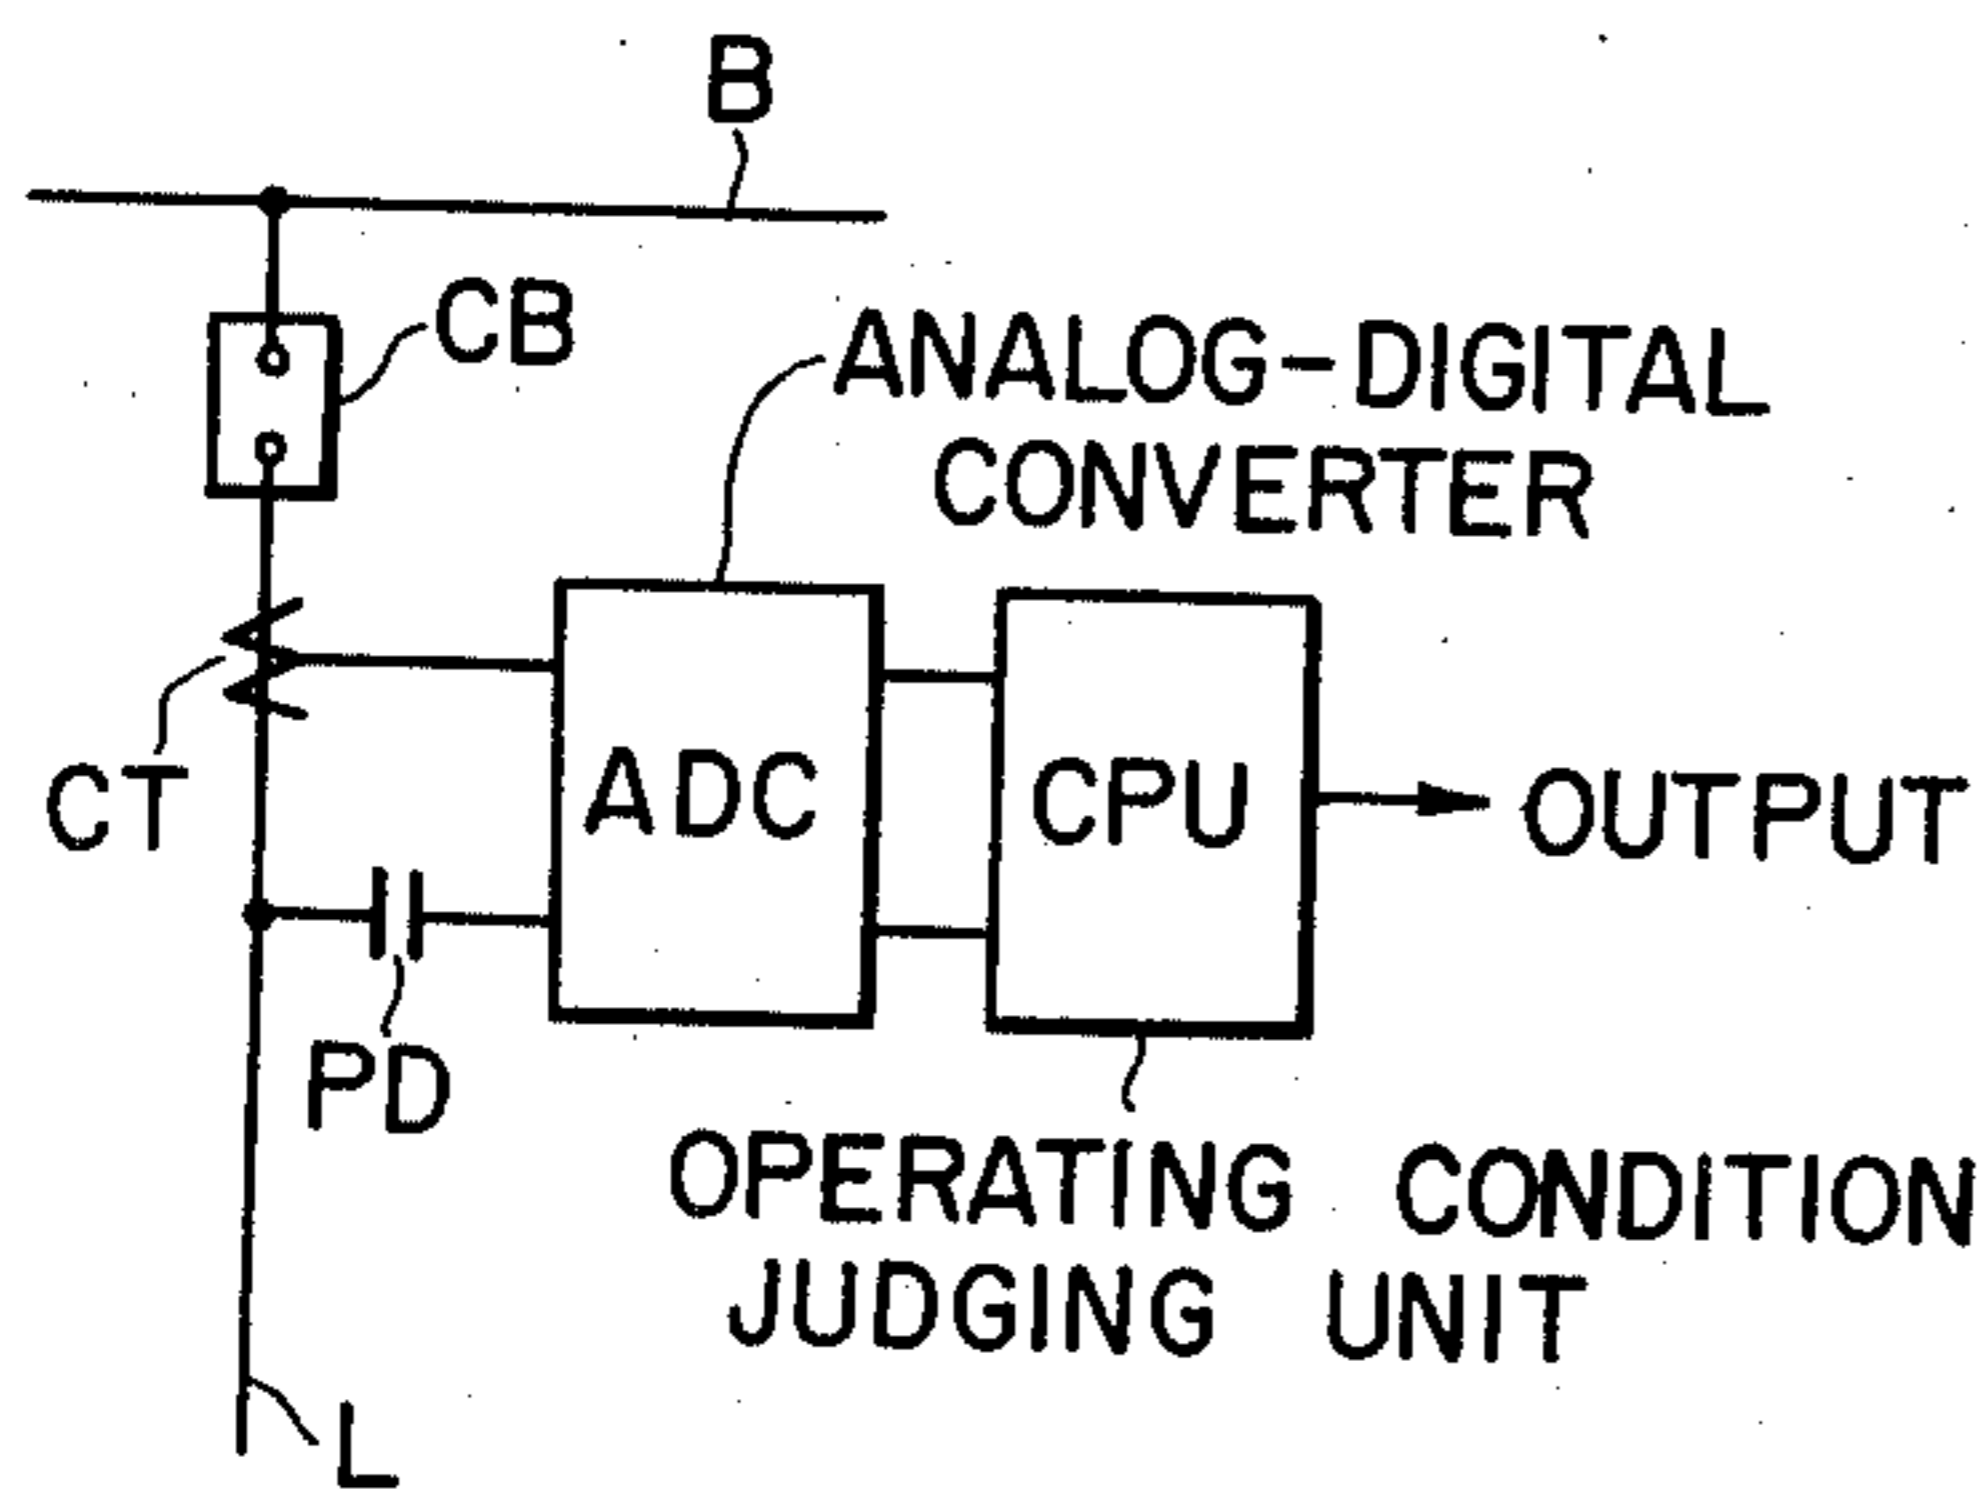 B
CB
ANALOG-DIGITAL
CONVERTER
CT
ADC
CPU
OUTPUT
PD
OPERATING CONDITION
JUDGING UNIT
L